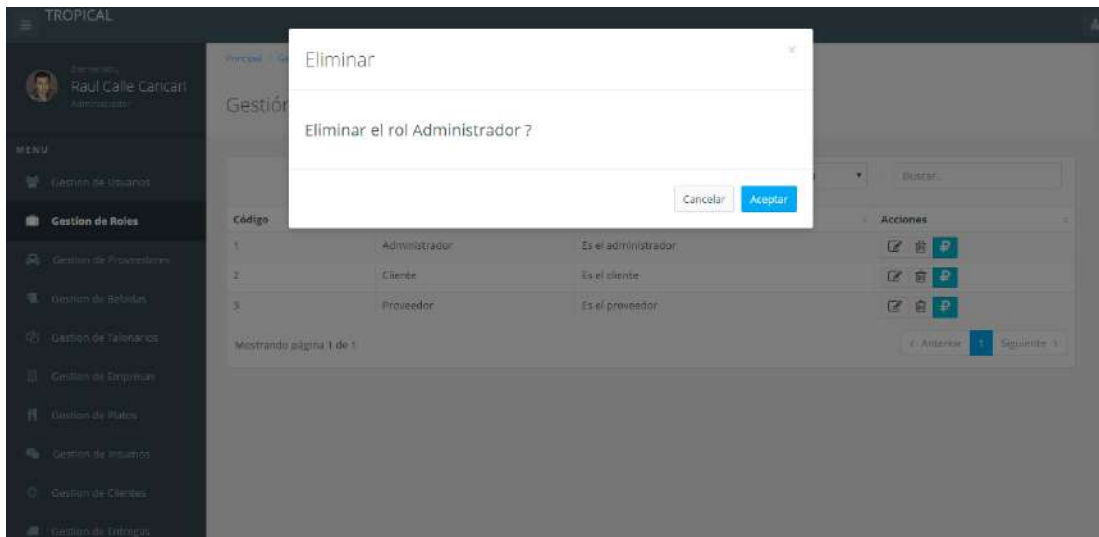 TROPICAL
Bienvenido,
Raul Calle Cancari
Administrador
MENU
Gestion de Usuarios
Gestion de Roles
Gestion de Proveedores
Gestion de Bebidas
Gestion de Talonarios
Gestion de Empresas
Gestion de Platos
Gestion de Insumos
Gestion de Clientes
Gestion de Entregas
Principal /
Gestión
Eliminar
×
Eliminar el rol Administrador ?
Cancelar
Aceptar
Buscar...
Código
Acciones
1 Administrador Es el administrador
2 Cliente Es el cliente
3 Proveedor Es el proveedor
Mostrando página 1 de 1
‹ Anterior 1 Siguiente ›